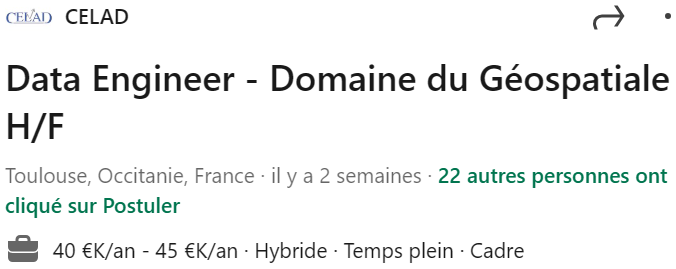 CELAD CELAD
Data Engineer - Domaine du Géospatiale
H/F
Toulouse, Occitanie, France · il y a 2 semaines · 22 autres personnes ont
cliqué sur Postuler
40 €K/an - 45 €K/an · Hybride · Temps plein · Cadre